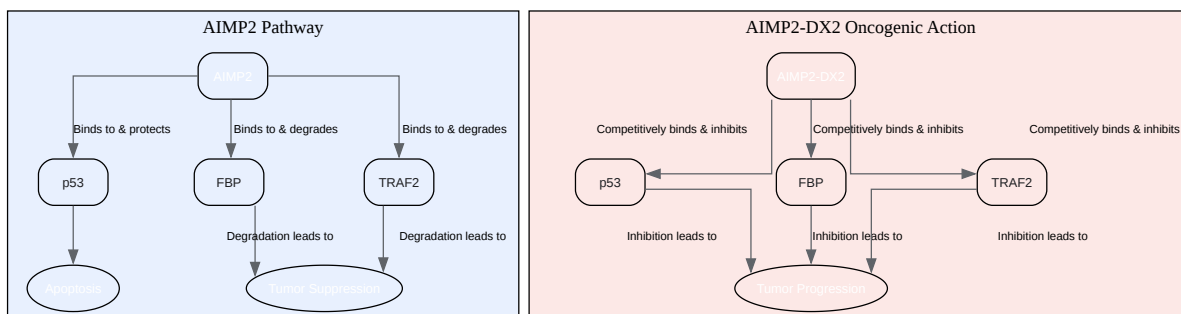 AIMP2 Pathway
AIMP2
Binds to & protects
Binds to & degrades
Binds to & degrades
p53
FBP
TRAF2
Degradation leads to
Degradation leads to
Apoptosis
Tumor Suppression
AIMP2-DX2 Oncogenic Action
AIMP2-DX2
Competitively binds & inhibits
Competitively binds & inhibits
Competitively binds & inhibits
p53
FBP
TRAF2
Inhibition leads to
Inhibition leads to
Inhibition leads to
Tumor Progression